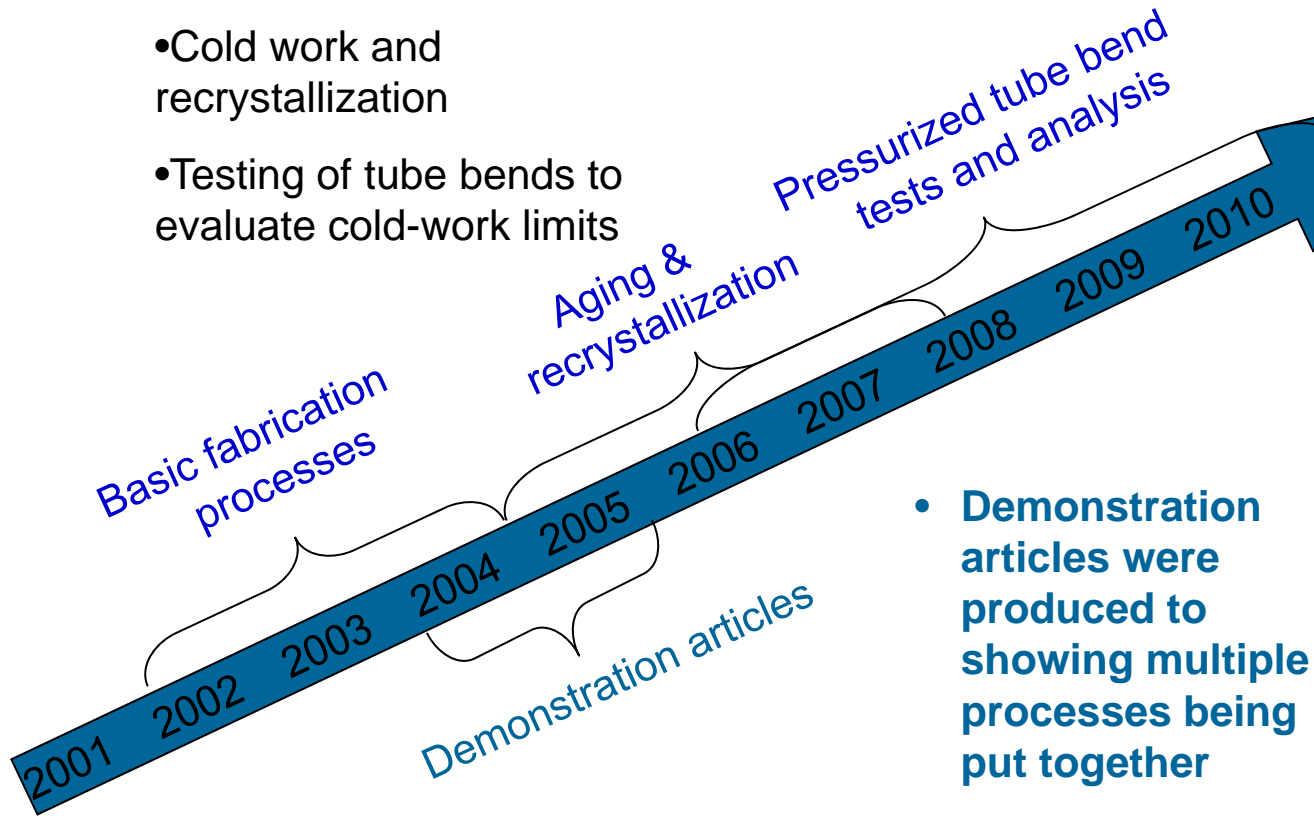 •Cold work and
recrystallization
•Testing of tube bends to
evaluate cold-work limits
Pressurized tube bend
tests and analysis
Aging &
recrystallization
Basic fabrication
processes
2001 2002 2003 2004 2005 2006 2007 2008 2009 2010
Demonstration articles
• Demonstration
articles were
produced to
showing multiple
processes being
put together